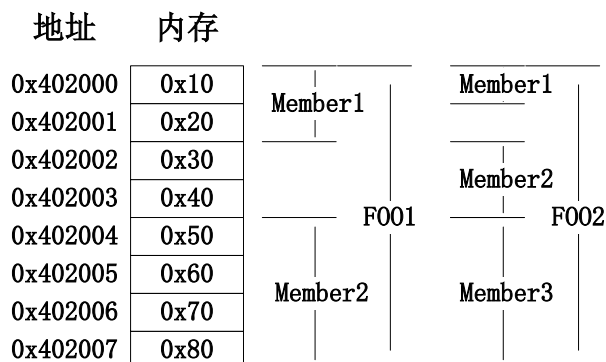 地址 内存
0x402000 0x10 Member1 Member1
0x402001 0x20
0x402002 0x30 Member2
0x402003 0x40 F001 F002
0x402004 0x50
0x402005 0x60 Member2 Member3
0x402006 0x70
0x402007 0x80